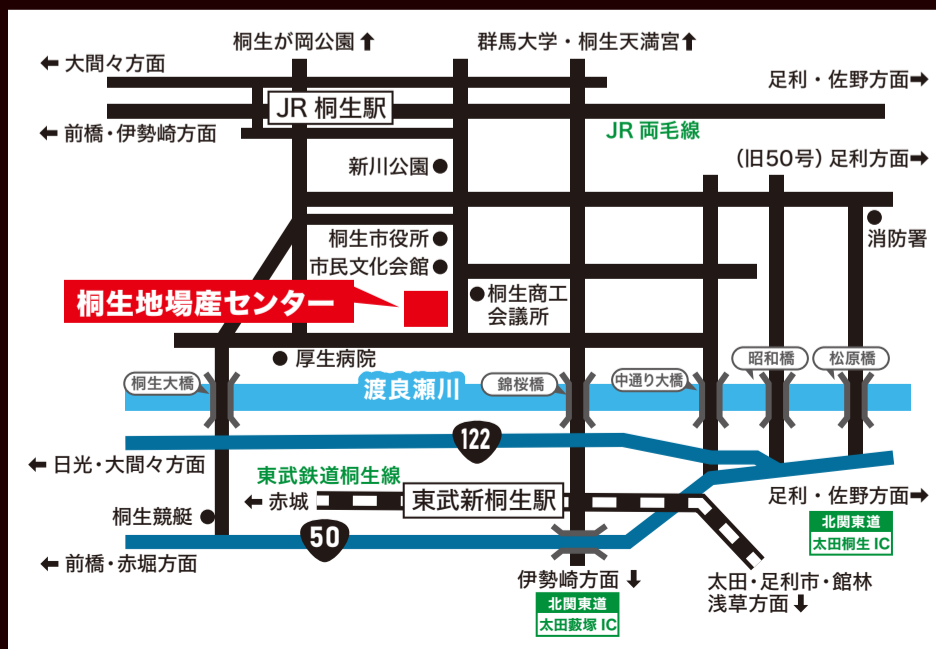 桐生が岡公園⬆
群馬大学・桐生天満宮⬆
⬅ 大間々方面
足利・佐野方面➡
JR 桐生駅
⬅ 前橋・伊勢崎方面
JR 両毛線
新川公園●
(旧50号) 足利方面➡
桐生市役所●
消防署
市民文化会館●
桐生地場産センター
●桐生商工
会議所
● 厚生病院
昭和橋
松原橋
桐生大橋
渡良瀬川
錦桜橋
中通り大橋
122
⬅ 日光・大間々方面
東武鉄道桐生線
⬅ 赤城
東武新桐生駅
足利・佐野方面➡
桐生競艇 ●
50
北関東道
太田桐生 IC
⬅ 前橋・赤堀方面
伊勢崎方面 ⬇
北関東道
太田藪塚 IC
太田・足利市・館林
浅草方面⬇